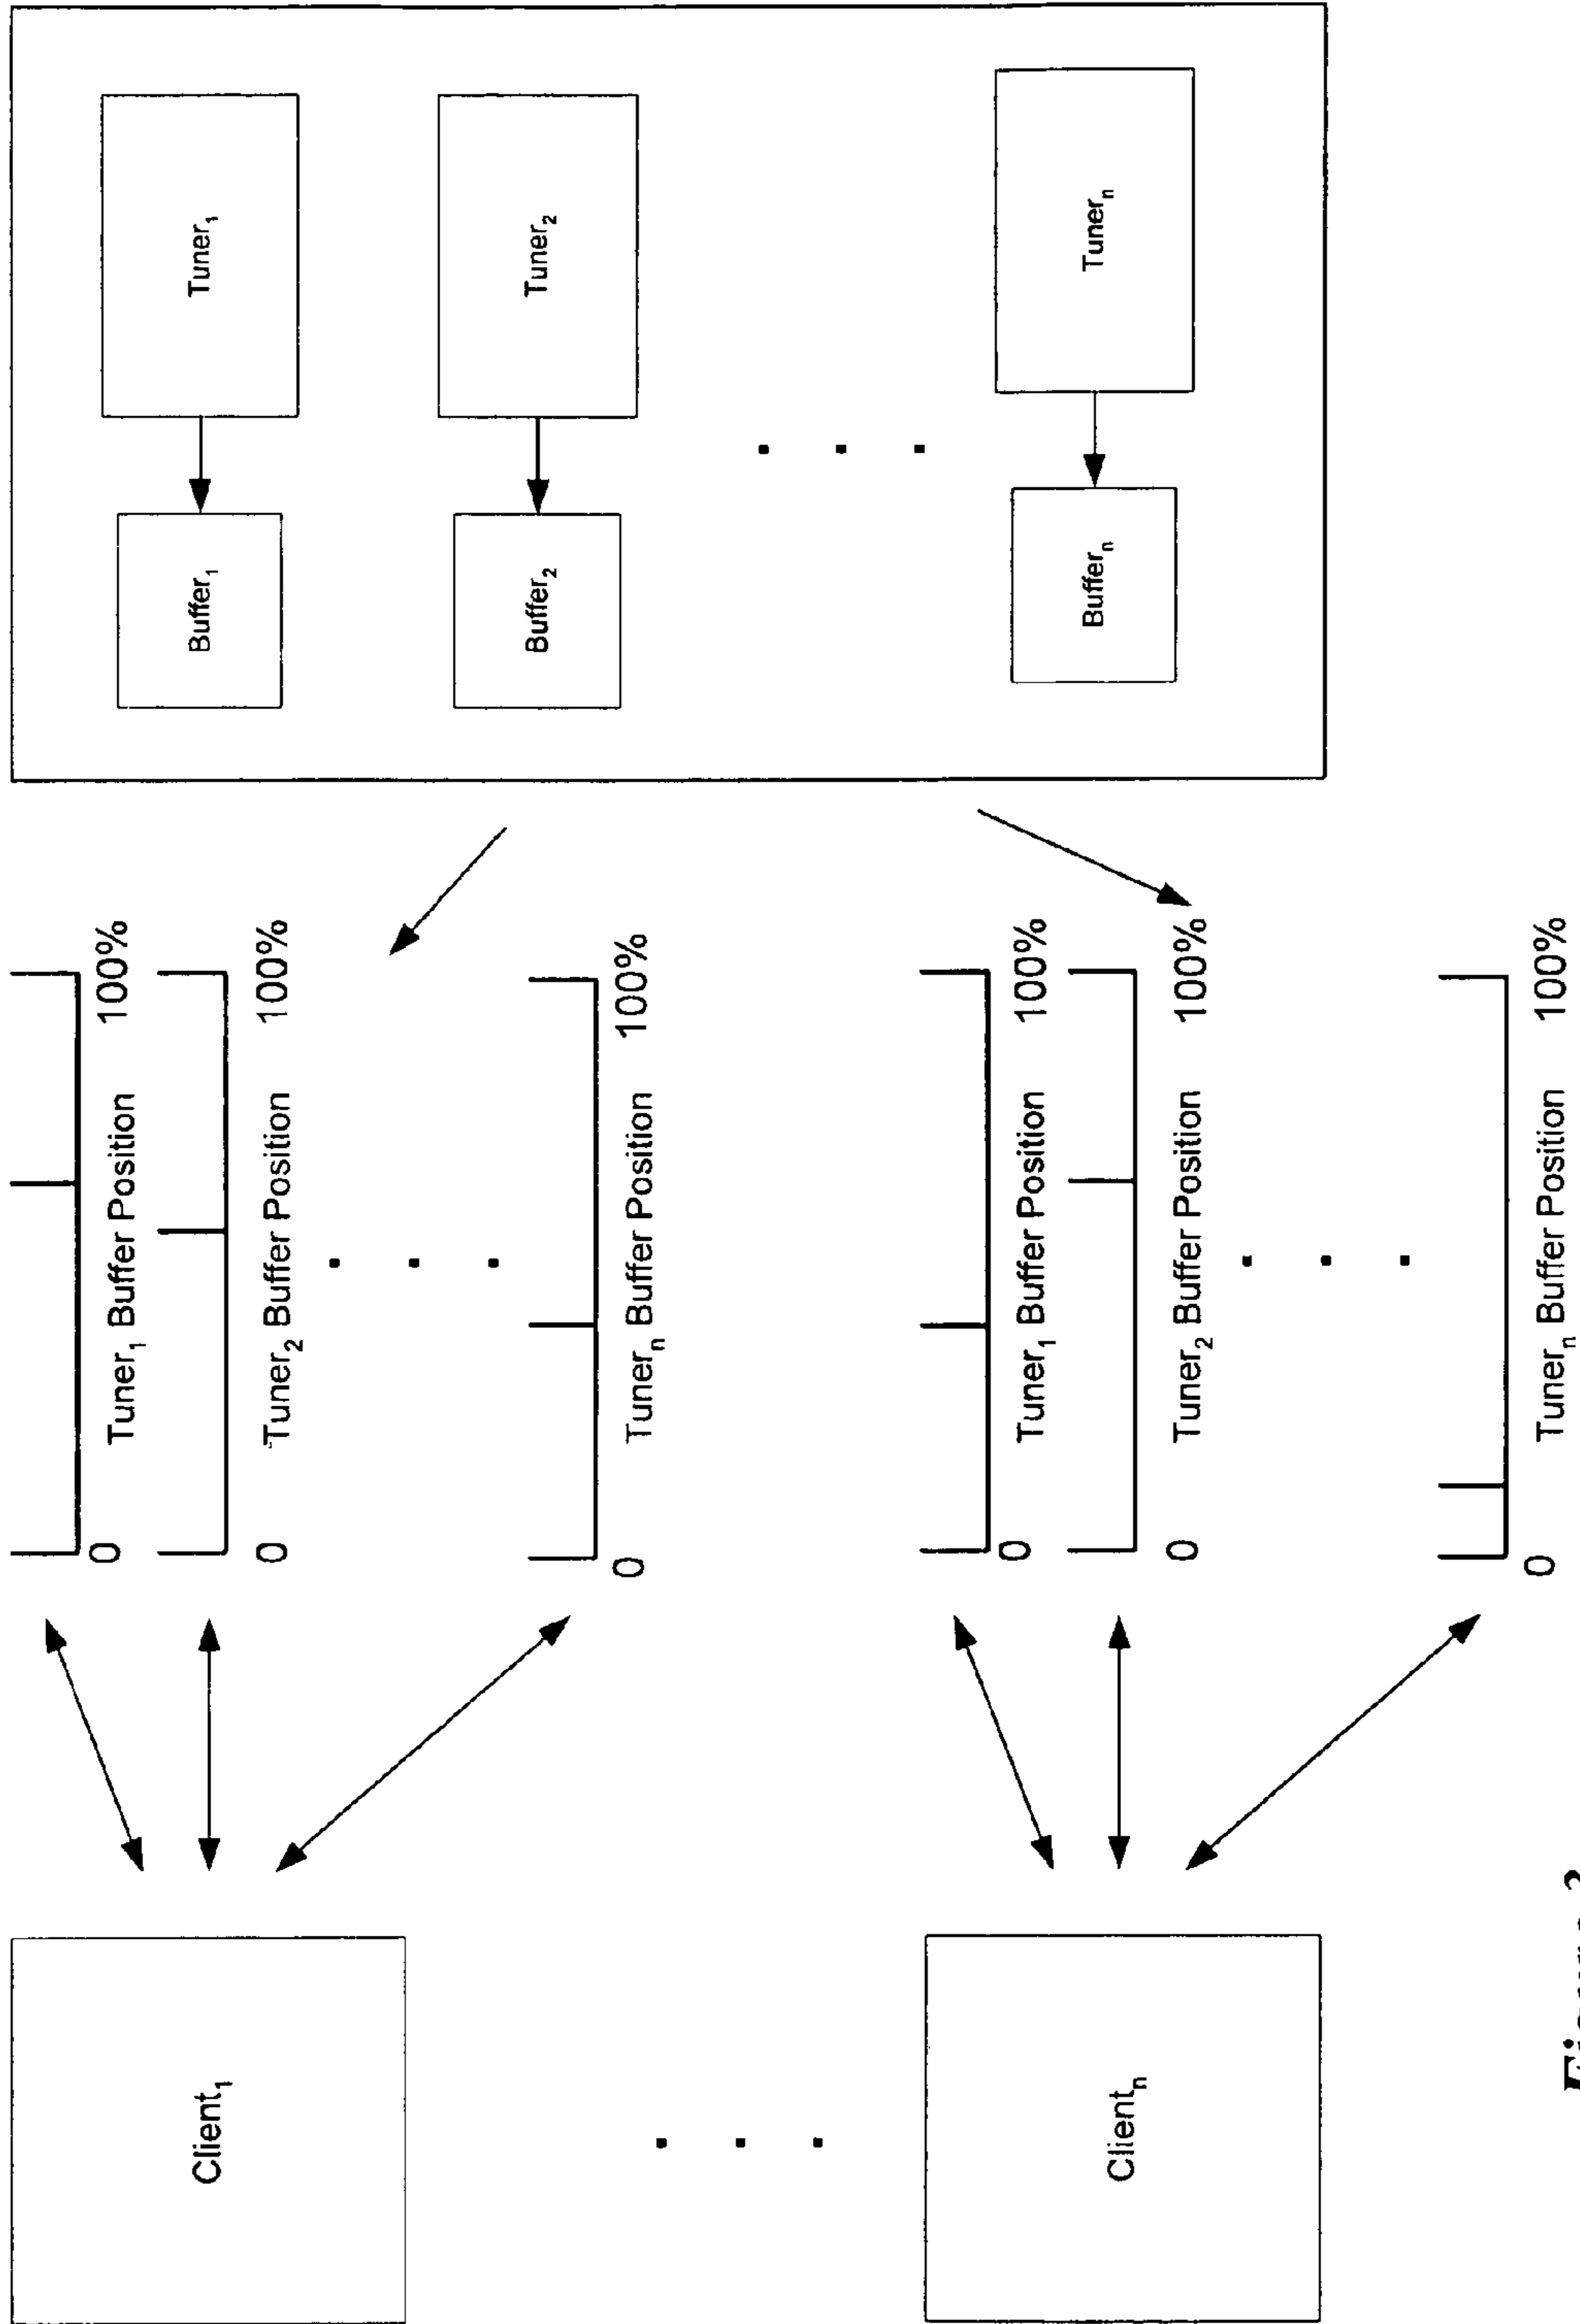 Client₁
0
Tuner₁ Buffer Position
100%
0
Tuner₂ Buffer Position
100%
0
Tunerₙ Buffer Position
100%
Buffer₁
Tuner₁
Buffer₂
Tuner₂
Bufferₙ
Tunerₙ
Clientₙ
0
Tuner₁ Buffer Position
100%
0
Tuner₂ Buffer Position
100%
0
Tunerₙ Buffer Position
100%
Figure